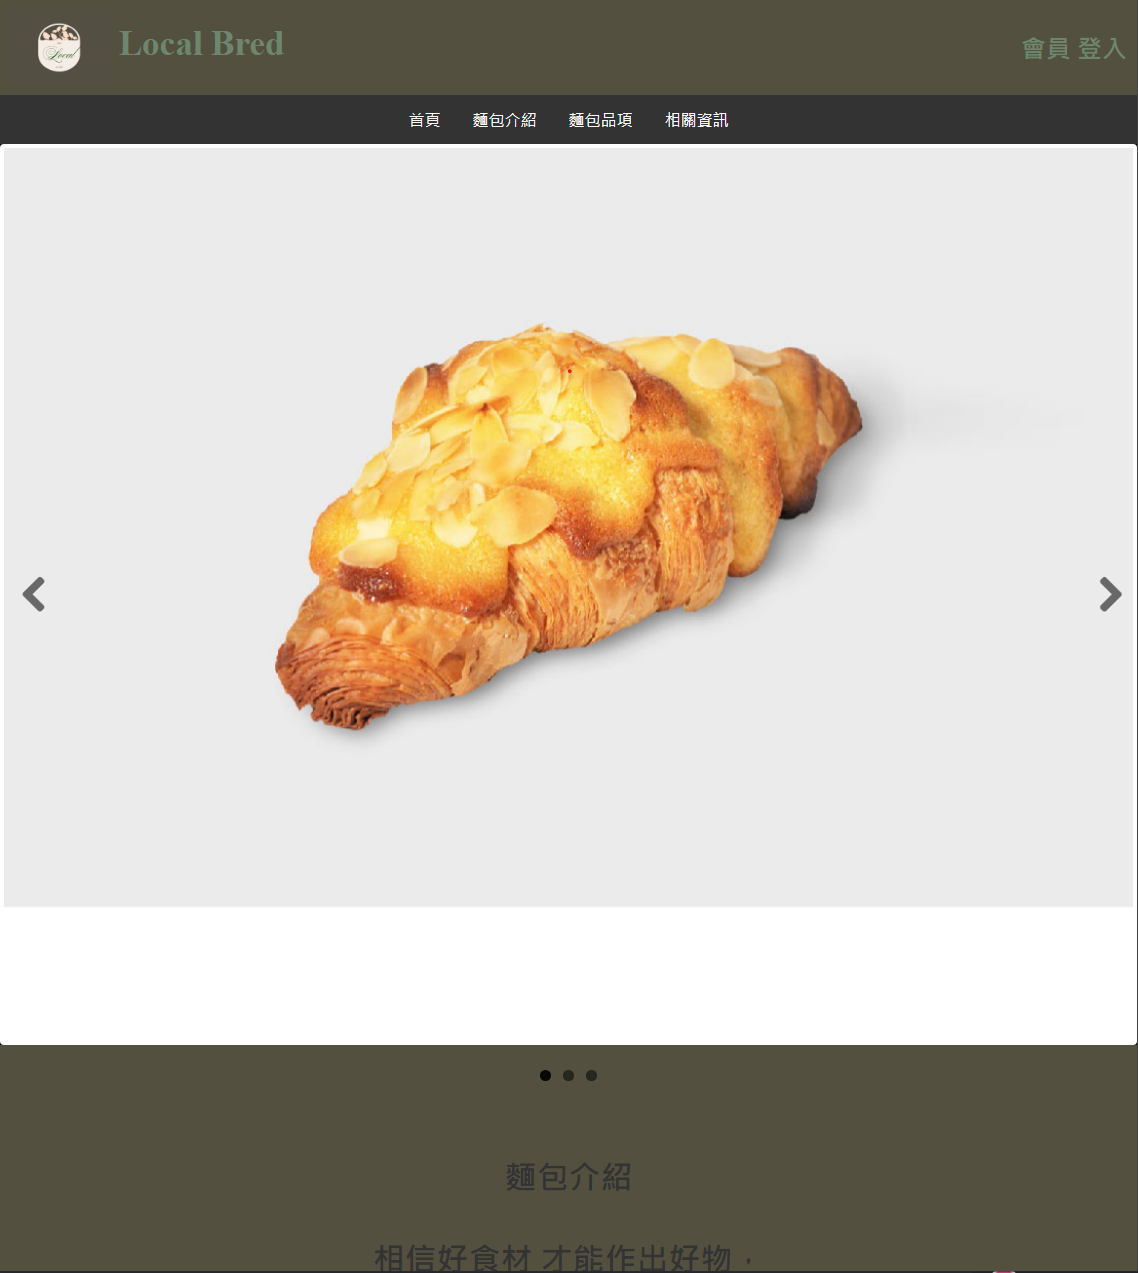 Local
Local Bred
會員 登入
首頁 麵包介紹 麵包品項 相關資訊
麵包介紹
相信好食材 才能作出好物，